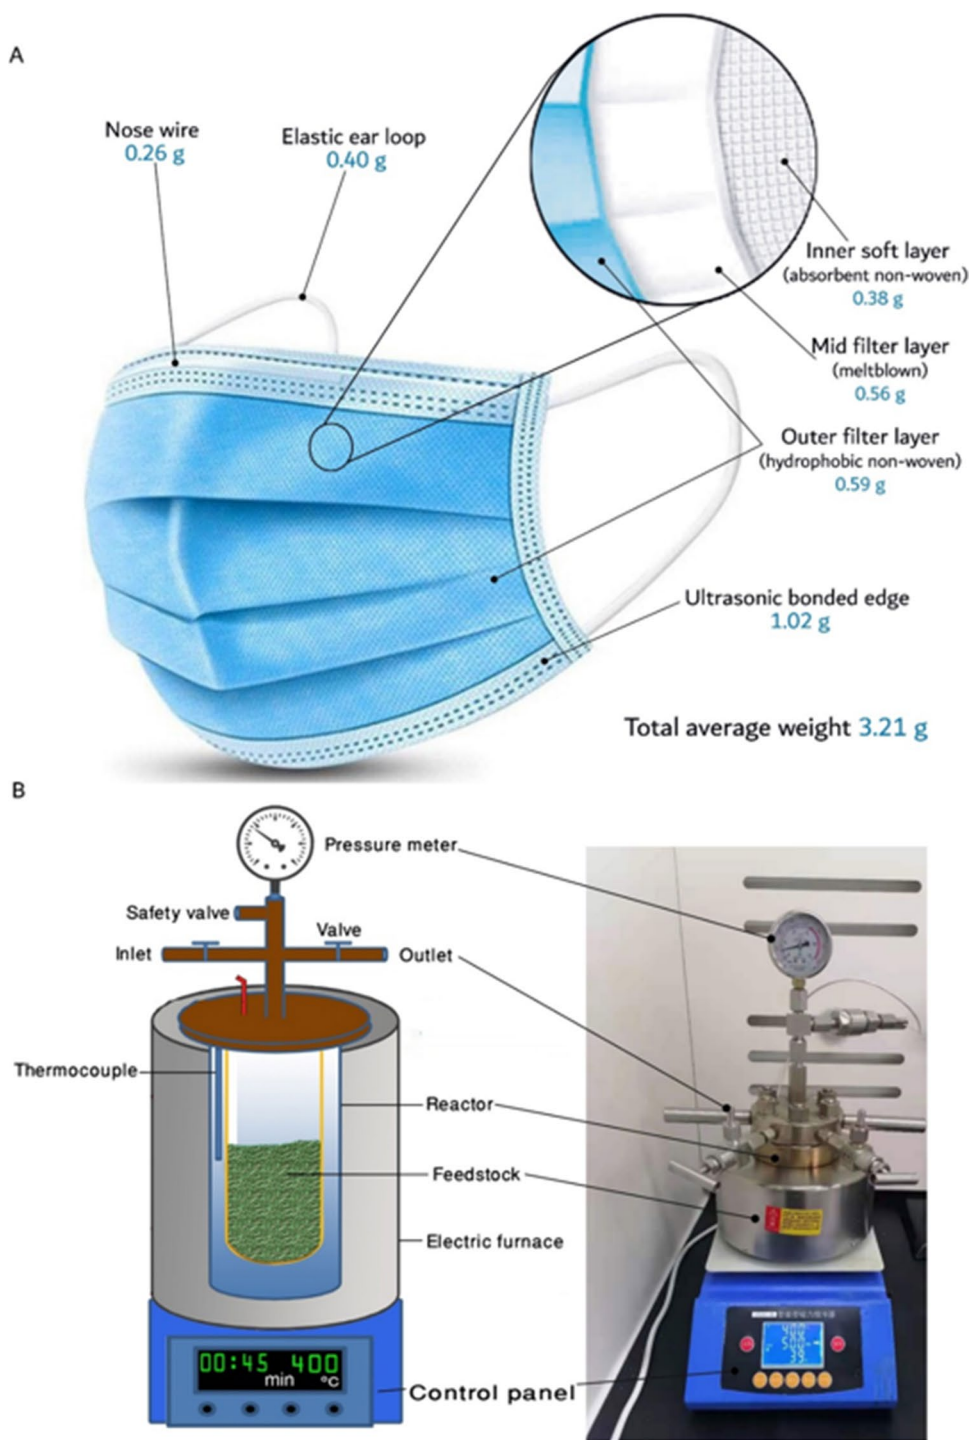 A
Nose wire
0.26 g
Elastic ear loop
0.40 g
Inner soft layer
(absorbent non-woven)
0.38 g
Mid filter layer
(meltblown)
0.56 g
Outer filter layer
(hydrophobic non-woven)
0.59 g
Ultrasonic bonded edge
1.02 g
Total average weight 3.21 g
B
Pressure meter
Safety valve
Valve
Inlet
Outlet
Thermocouple
Reactor
Feedstock
Electric furnace
00:45 400
min °C
Control panel
400